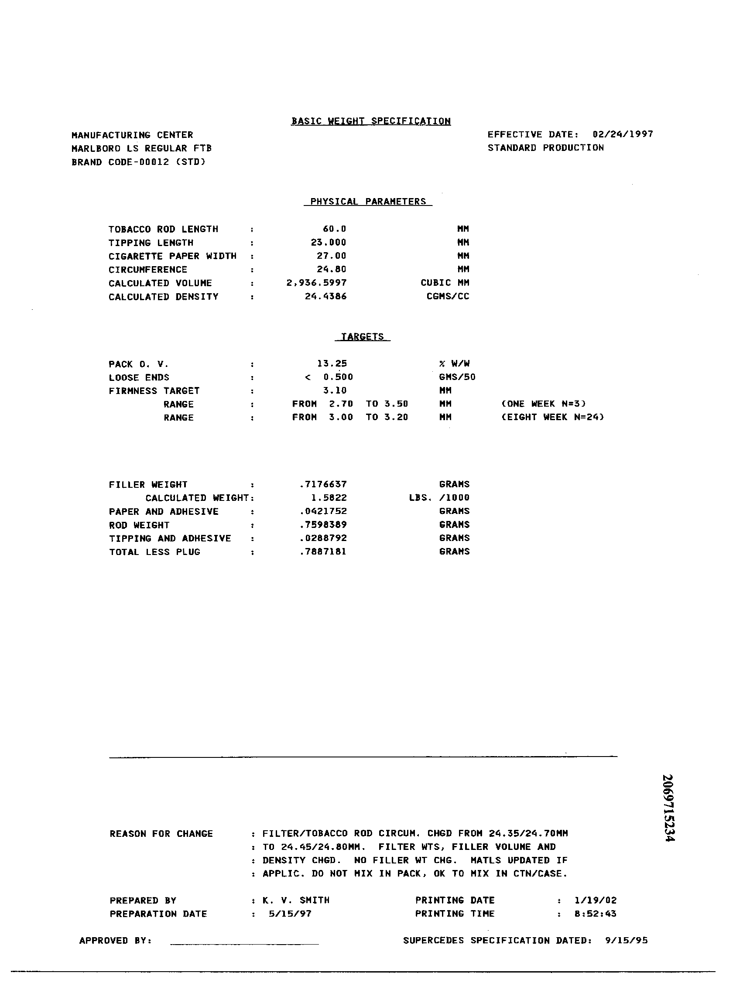 BASIC WEIGHT SPECIFICATION
MANUFACTURING CENTER EFFECTIVE DATE: 02/24/1997
MARLBORO LS REGULAR FTB STANDARD PRODUCTION
BRAND CODE-00012 (STD)
PHYSICAL PARAMETERS
TOBACCO ROD LENGTH : 60.0 MM
TIPPING LENGTH : 23.000 MM
CIGARETTE PAPER WIDTH : 27.00 MM
CIRCUMFERENCE : 24.80 MM
CALCULATED VOLUME : 2,936.5997 CUBIC MM
CALCULATED DENSITY : 24.4386 CGMS/CC
TARGETS
PACK O. V. : 13.25 % W/W
LOOSE ENDS : < 0.500 GMS/50
FIRMNESS TARGET : 3.10 MM
RANGE : FROM 2.70 TO 3.50 MM (ONE WEEK N=3)
RANGE : FROM 3.00 TO 3.20 MM (EIGHT WEEK N=24)
FILLER WEIGHT : .7176637 GRAMS
CALCULATED WEIGHT: 1.5822 LBS. /1000
PAPER AND ADHESIVE : .0421752 GRAMS
ROD WEIGHT : .7598389 GRAMS
TIPPING AND ADHESIVE : .0288792 GRAMS
TOTAL LESS PLUG : .7887181 GRAMS
2069715234
REASON FOR CHANGE : FILTER/TOBACCO ROD CIRCUM. CHGD FROM 24.35/24.70MM
: TO 24.45/24.80MM. FILTER WTS, FILLER VOLUME AND
: DENSITY CHGD. NO FILLER WT CHG. MATLS UPDATED IF
: APPLIC. DO NOT MIX IN PACK, OK TO MIX IN CTN/CASE.
PREPARED BY : K. V. SMITH PRINTING DATE : 1/19/02
PREPARATION DATE : 5/15/97 PRINTING TIME : 8:52:43
APPROVED BY: SUPERCEDES SPECIFICATION DATED: 9/15/95